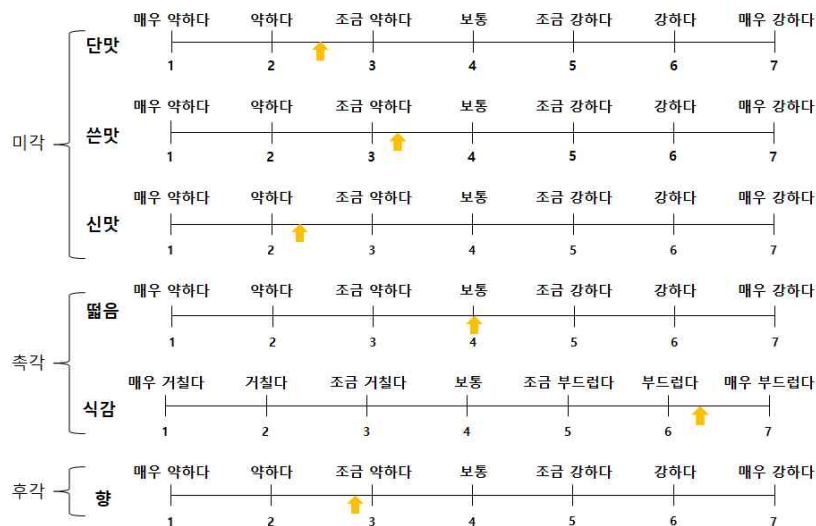 매우 약하다 약하다 조금 약하다 보통 조금 강하다 강하다 매우 강하다
단맛
1 2 3 4 5 6 7
매우 약하다 약하다 조금 약하다 보통 조금 강하다 강하다 매우 강하다
미각 쓴맛
1 2 3 4 5 6 7
매우 약하다 약하다 조금 약하다 보통 조금 강하다 강하다 매우 강하다
신맛
1 2 3 4 5 6 7
매우 약하다 약하다 조금 약하다 보통 조금 강하다 강하다 매우 강하다
떫음
1 2 3 4 5 6 7
촉각
매우 거칠다 거칠다 조금 거칠다 보통 조금 부드럽다 부드럽다 매우 부드럽다
식감
1 2 3 4 5 6 7
매우 약하다 약하다 조금 약하다 보통 조금 강하다 강하다 매우 강하다
후각 향
1 2 3 4 5 6 7